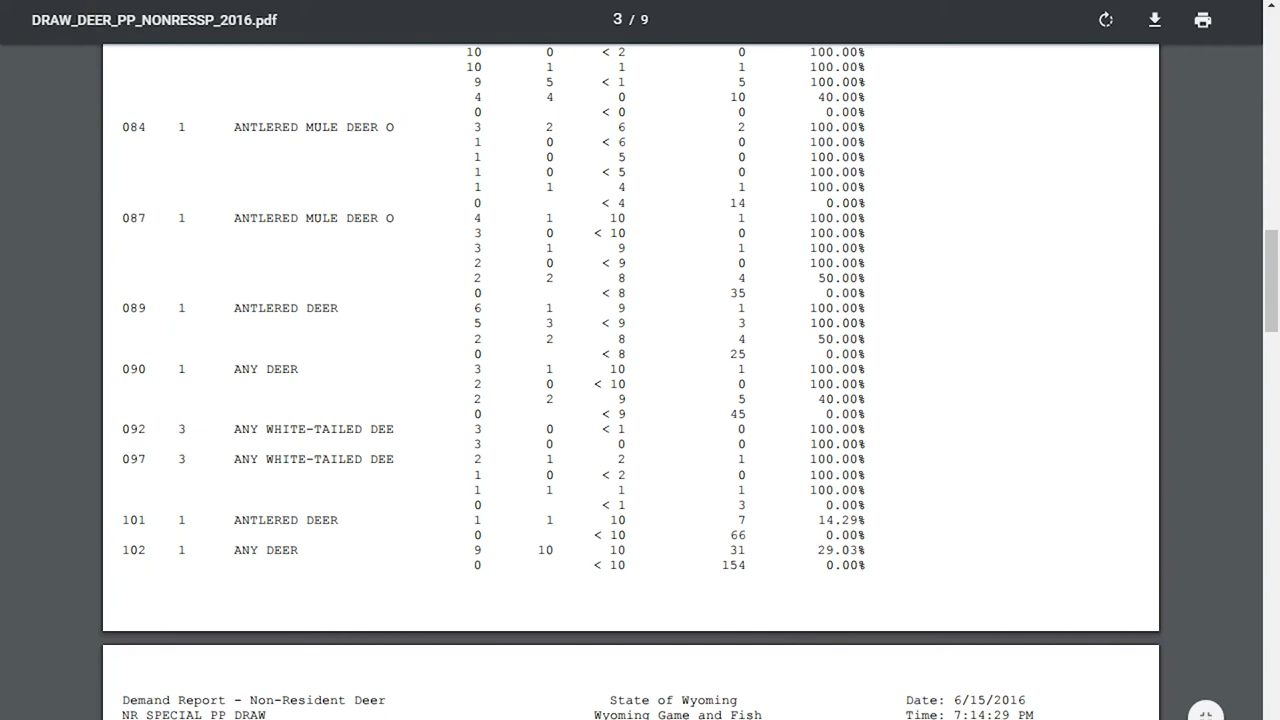 DRAW_DEER_PP_NONRESSP_2016.pdf 3 / 9
10 0 < 2 0 100.00%
10 1 1 1 100.00%
9 5 < 1 5 100.00%
4 4 0 10 40.00%
0 < 0 0 0.00%
084 1 ANTLERED MULE DEER O 3 2 6 2 100.00%
1 0 < 6 0 100.00%
1 0 5 0 100.00%
1 0 < 5 0 100.00%
1 1 4 1 100.00%
0 < 4 14 0.00%
087 1 ANTLERED MULE DEER O 4 1 10 1 100.00%
3 0 < 10 0 100.00%
3 1 9 1 100.00%
2 0 < 9 0 100.00%
2 2 8 4 50.00%
0 < 8 35 0.00%
089 1 ANTLERED DEER 6 1 9 1 100.00%
5 3 < 9 3 100.00%
2 2 8 4 50.00%
0 < 8 25 0.00%
090 1 ANY DEER 3 1 10 1 100.00%
2 0 < 10 0 100.00%
2 2 9 5 40.00%
0 < 9 45 0.00%
092 3 ANY WHITE-TAILED DEE 3 0 < 1 0 100.00%
3 0 0 0 100.00%
097 3 ANY WHITE-TAILED DEE 2 1 2 1 100.00%
1 0 < 2 0 100.00%
1 1 1 1 100.00%
0 < 1 3 0.00%
101 1 ANTLERED DEER 1 1 10 7 14.29%
0 < 10 66 0.00%
102 1 ANY DEER 9 10 10 31 29.03%
0 < 10 154 0.00%
Demand Report - Non-Resident Deer State of Wyoming Date: 6/15/2016
NR SPECIAL PP DRAW Wyoming Game and Fish Time: 7:14:29 PM